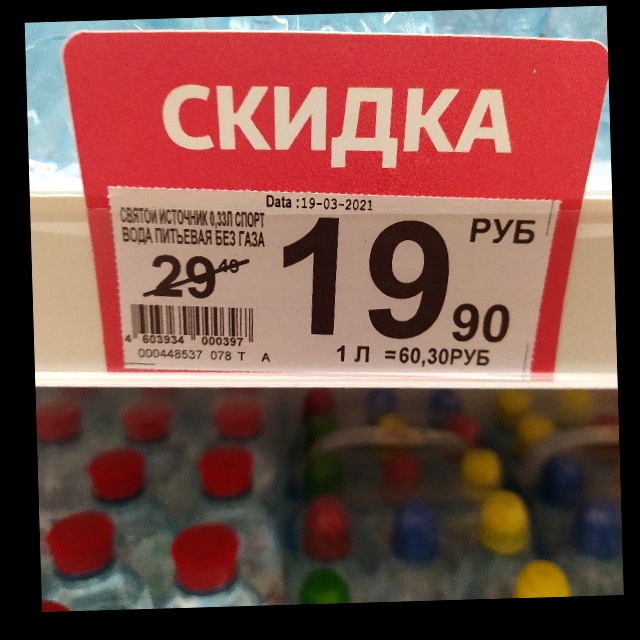 СКИДКА
Data :19-03-2021
СВЯТОЙ ИСТОЧНИК 0,33Л СПОРТ
ВОДА ПИТЬЕВАЯ БЕЗ ГАЗА
29 49
19 90
РУБ
4 603934 000397
000448537 078 Т А
1 Л =60,30РУБ